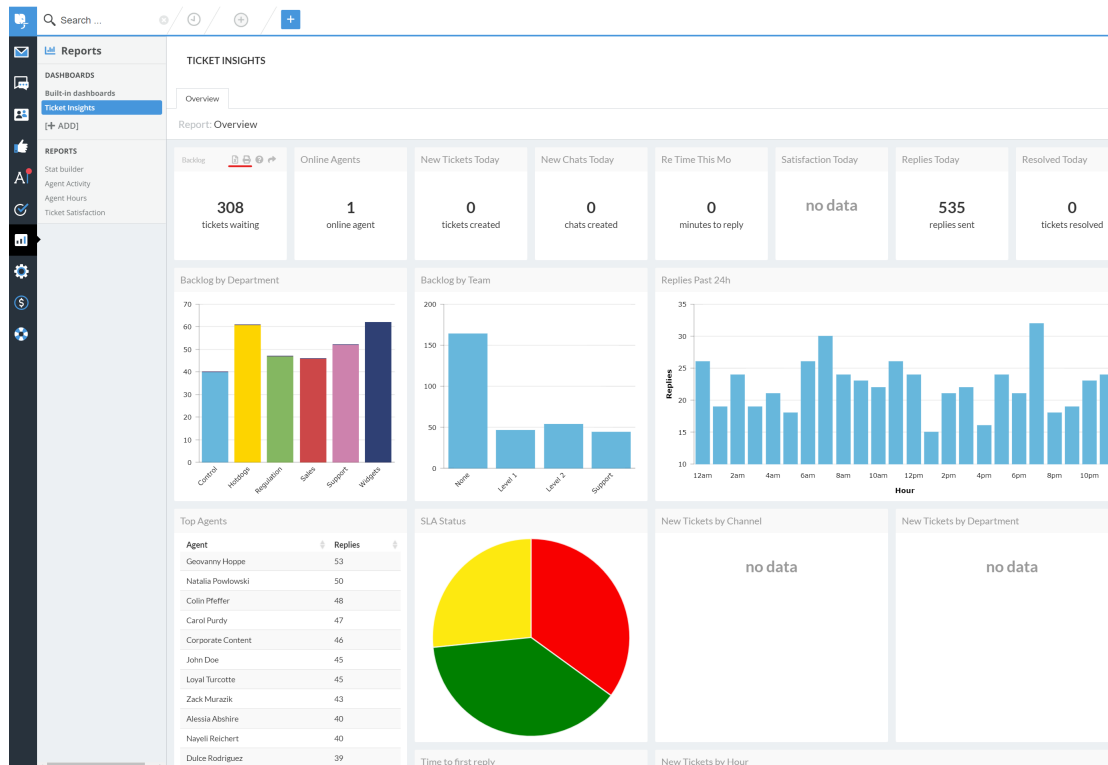 Search ...
Reports
DASHBOARDS
Built-in dashboards
Ticket Insights
[+ ADD]
REPORTS
Stat builder
Agent Activity
Agent Hours
Ticket Satisfaction
TICKET INSIGHTS
Overview
Report: Overview
Backlog
308
tickets waiting
Online Agents
1
online agent
New Tickets Today
0
tickets created
New Chats Today
0
chats created
Re Time This Mo
0
minutes to reply
Satisfaction Today
no data
Replies Today
535
replies sent
Resolved Today
0
tickets resolved
Backlog by Department
70
60
50
40
30
20
10
0
Control
Hotdogs
Regulation
Sales
Support
Widgets
Backlog by Team
200
150
100
50
0
None
Level 1
Level 2
Support
Replies Past 24h
Replies
35
30
25
20
15
10
12am 2am 4am 6am 8am 10am 12pm 2pm 4pm 6pm 8pm 10pm
Hour
Top Agents
Agent Replies
Geovanny Hoppe 53
Natalia Powlowski 50
Colin Pfeffer 48
Carol Purdy 47
Corporate Content 46
John Doe 45
Loyal Turcotte 45
Zack Murazik 43
Alessia Abshire 40
Nayeli Reichert 40
Dulce Rodriguez 39
SLA Status
New Tickets by Channel
no data
New Tickets by Department
no data
Time to first reply
New Tickets by Hour